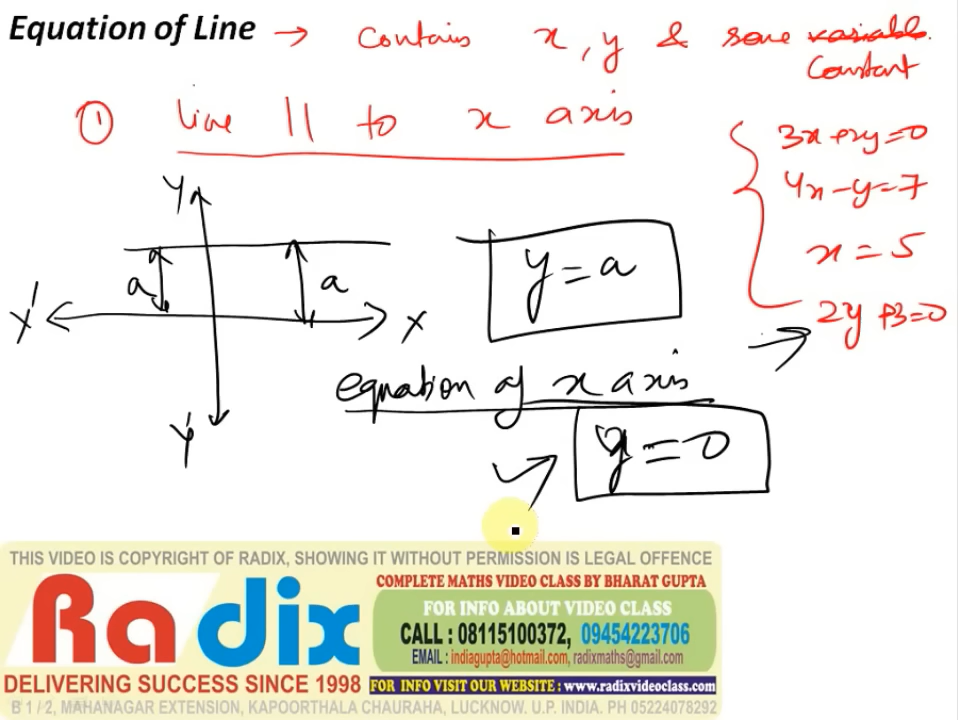 Equation of Line → Contains x, y & some variable.
Constant
① Line || to x axis
3x+2y=0
4x-y=7
x = 5
2y+3=0
Y
a
a
X'
X
Y'
y = a
equation of x axis
y = 0
THIS VIDEO IS COPYRIGHT OF RADIX, SHOWING IT WITHOUT PERMISSION IS LEGAL OFFENCE
Radix
DELIVERING SUCCESS SINCE 1998
COMPLETE MATHS VIDEO CLASS BY BHARAT GUPTA
FOR INFO ABOUT VIDEO CLASS
CALL : 08115100372, 09454223706
EMAIL : indiagupta@hotmail.com, radixmaths@gmail.com
FOR INFO VISIT OUR WEBSITE : www.radixvideoclass.com
B 1 / 2, MAHANAGAR EXTENSION, KAPOORTHALA CHAURAHA, LUCKNOW. U.P. INDIA. PH 05224078292